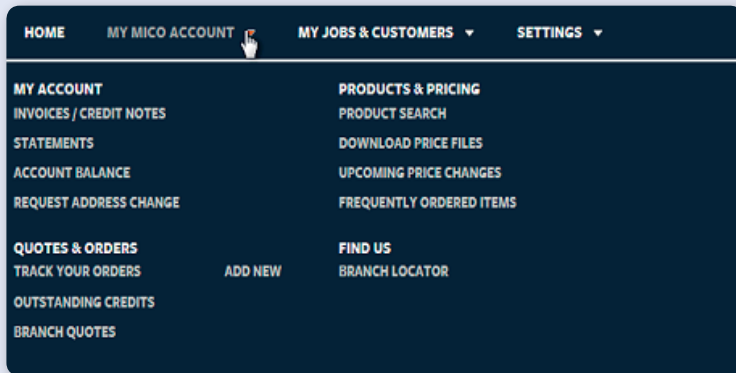 HOME MY MICO ACCOUNT MY JOBS & CUSTOMERS SETTINGS
MY ACCOUNT
INVOICES / CREDIT NOTES
STATEMENTS
ACCOUNT BALANCE
REQUEST ADDRESS CHANGE
PRODUCTS & PRICING
PRODUCT SEARCH
DOWNLOAD PRICE FILES
UPCOMING PRICE CHANGES
FREQUENTLY ORDERED ITEMS
QUOTES & ORDERS
TRACK YOUR ORDERS ADD NEW
OUTSTANDING CREDITS
BRANCH QUOTES
FIND US
BRANCH LOCATOR